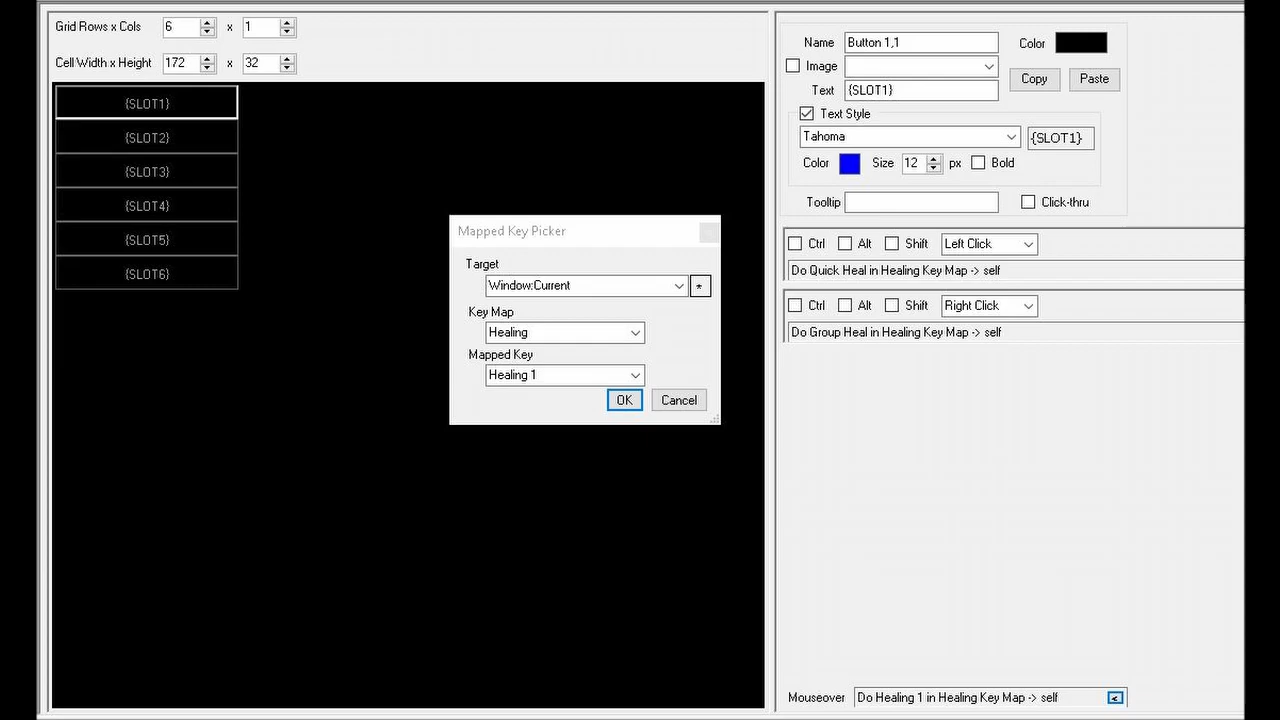 Grid Rows x Cols 6 x 1
Cell Width x Height 172 x 32
{SLOT1}
{SLOT2}
{SLOT3}
{SLOT4}
{SLOT5}
{SLOT6}
Mapped Key Picker
Target
Window:Current *
Key Map
Healing
Mapped Key
Healing 1
OK Cancel
Name Button 1,1 Color
Image
Copy Paste
Text {SLOT1}
Text Style
Tahoma {SLOT1}
Color Size 12 px Bold
Tooltip Click-thru
Ctrl Alt Shift Left Click
Do Quick Heal in Healing Key Map -> self
Ctrl Alt Shift Right Click
Do Group Heal in Healing Key Map -> self
Mouseover Do Healing 1 in Healing Key Map -> self <